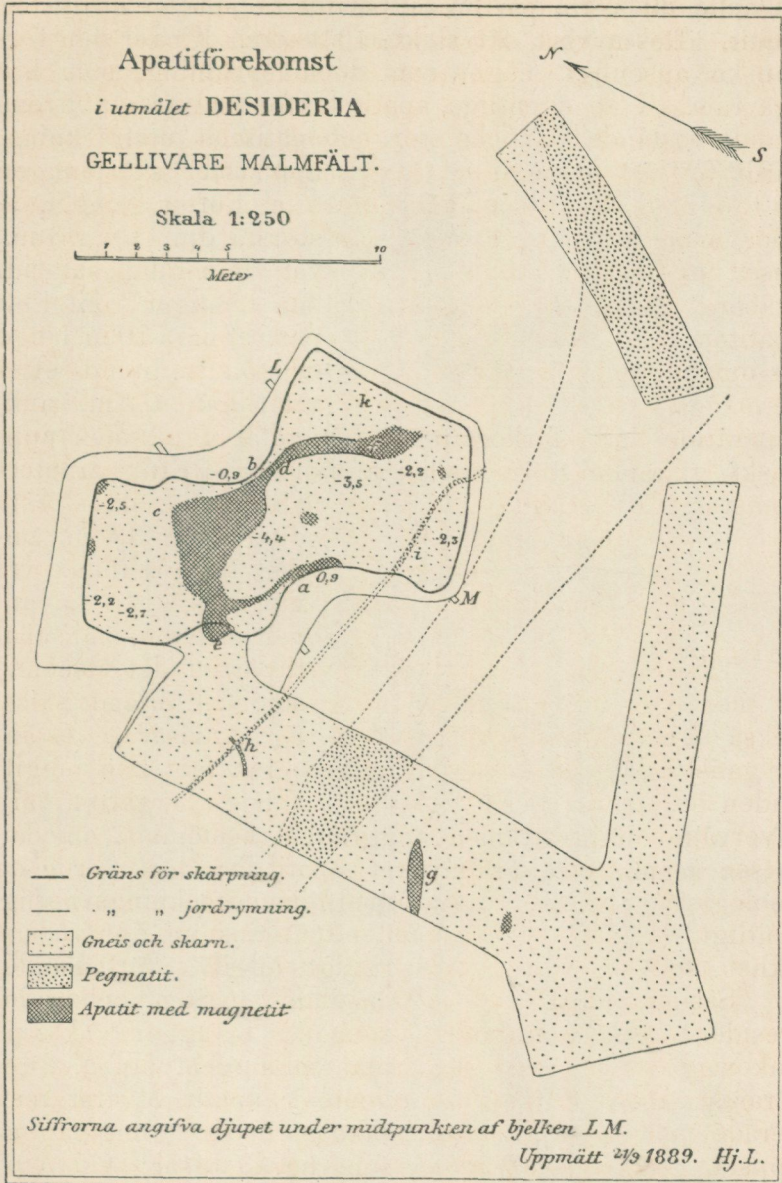 Apatitförekomst
i utmålet DESIDERIA
GELLIVARE MALMFÄLT.
Skala 1:250
1 2 3 4 5 10
Meter
N
S
L
k
b d
-0,9
-2,2
-3,5
-2,5
c
-4,4
i
-2,3
0,9
a
M
-2,2
-2,7
e
h
g
Gräns för skärpning.
„ „ jordrymning.
Gneis och skarn.
Pegmatit.
Apatit med magnetit
Siffrorna angifva djupet under midtpunkten af bjelken L M.
Uppmätt 21/9 1889. Hj.L.